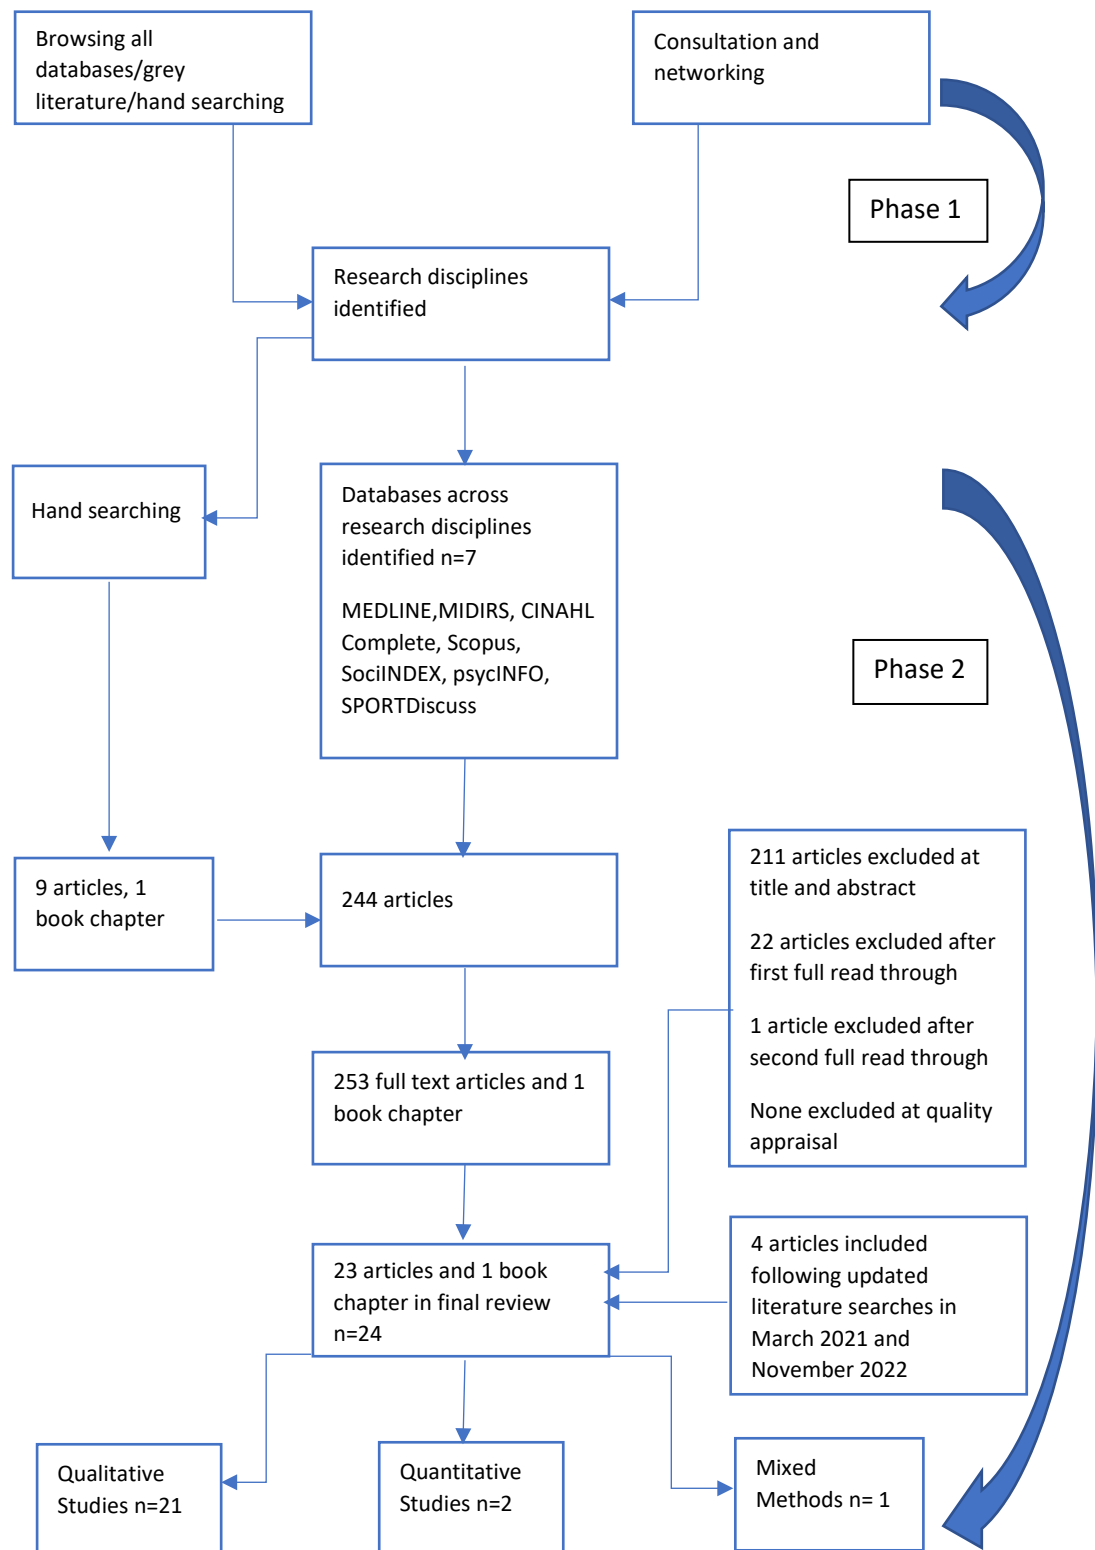 Browsing all
databases/grey
literature/hand searching
Consultation and
networking
Phase 1
Research disciplines
identified
Hand searching
Databases across
research disciplines
identified n=7
MEDLINE,MIDIRS, CINAHL
Complete, Scopus,
SociINDEX, psycINFO,
SPORTDiscuss
Phase 2
9 articles, 1
book chapter
244 articles
211 articles excluded at
title and abstract
22 articles excluded after
first full read through
1 article excluded after
second full read through
None excluded at quality
appraisal
253 full text articles and 1
book chapter
23 articles and 1 book
chapter in final review
n=24
4 articles included
following updated
literature searches in
March 2021 and
November 2022
Qualitative
Studies n=21
Quantitative
Studies n=2
Mixed
Methods n= 1